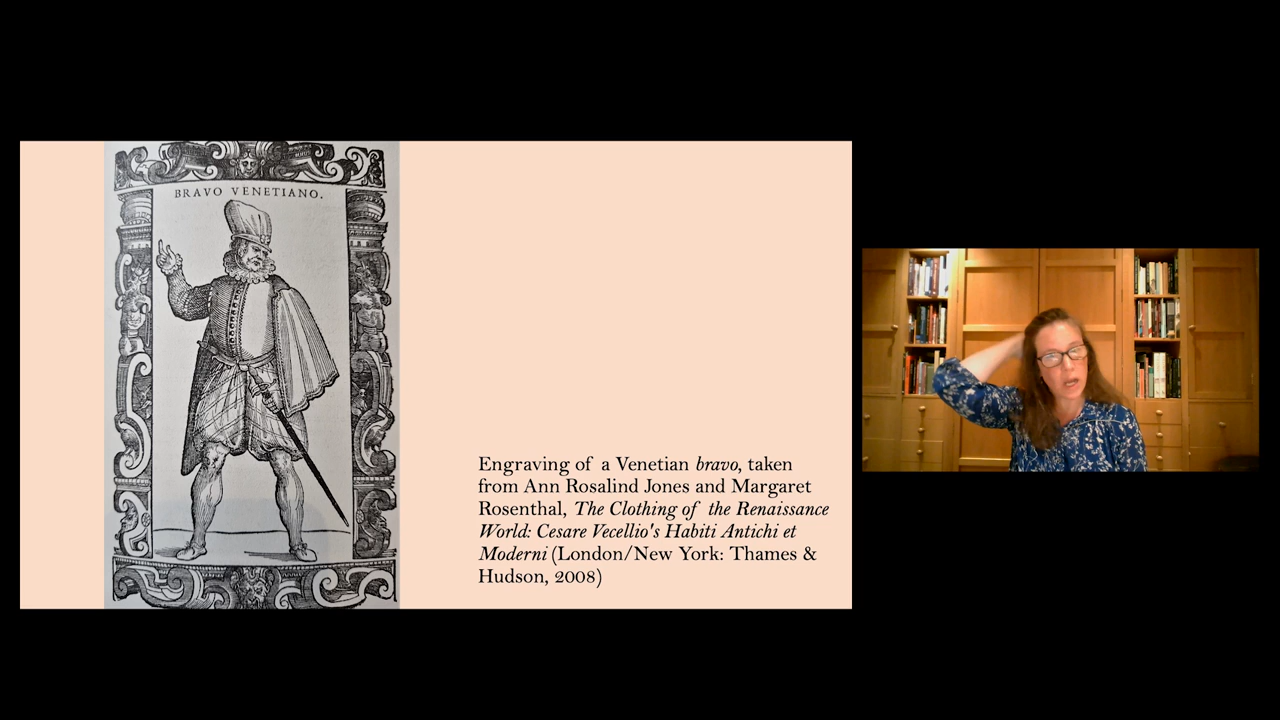 BRAVO VENETIANO.
Engraving of a Venetian bravo, taken
from Ann Rosalind Jones and Margaret
Rosenthal, The Clothing of the Renaissance
World: Cesare Vecellio's Habiti Antichi et
Moderni (London/New York: Thames &
Hudson, 2008)